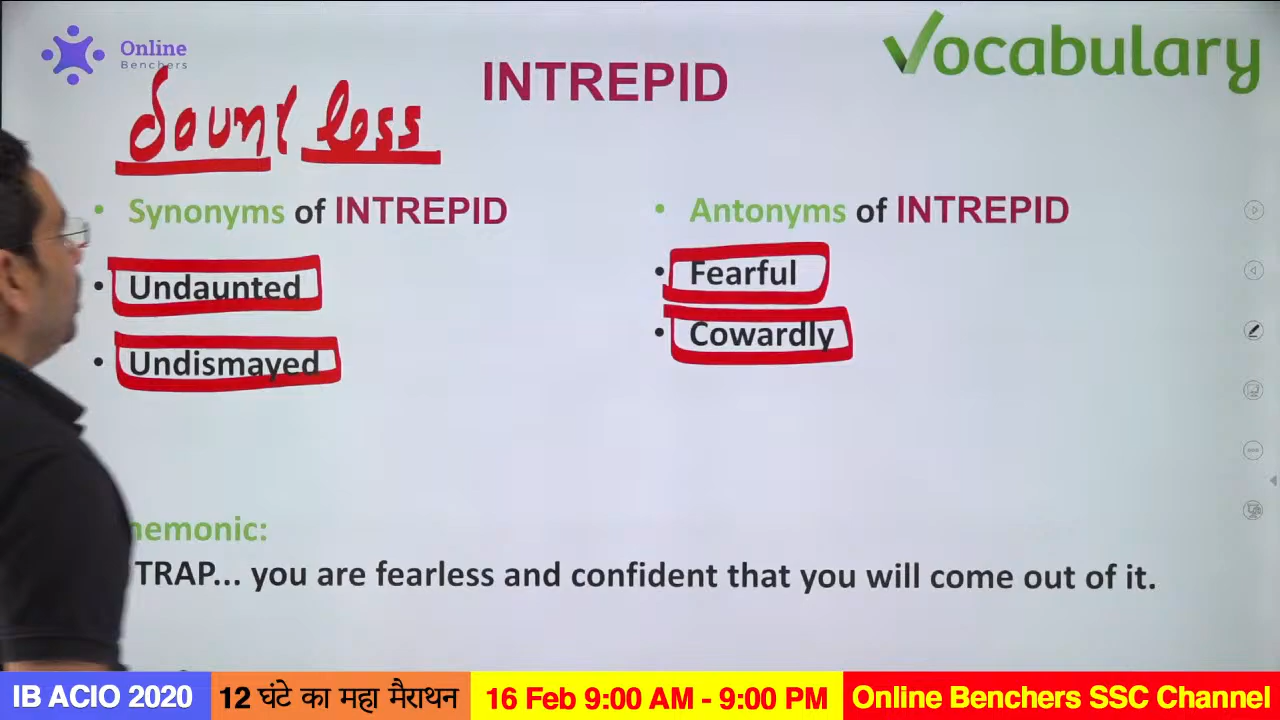 Online
Benchers
Vocabulary
INTREPID
dauntless
Synonyms of INTREPID
Undaunted
Undismayed
Antonyms of INTREPID
Fearful
Cowardly
nemonic:
TRAP... you are fearless and confident that you will come out of it.
IB ACIO 2020
12 घंटे का महा मैराथन
16 Feb 9:00 AM - 9:00 PM
Online Benchers SSC Channel